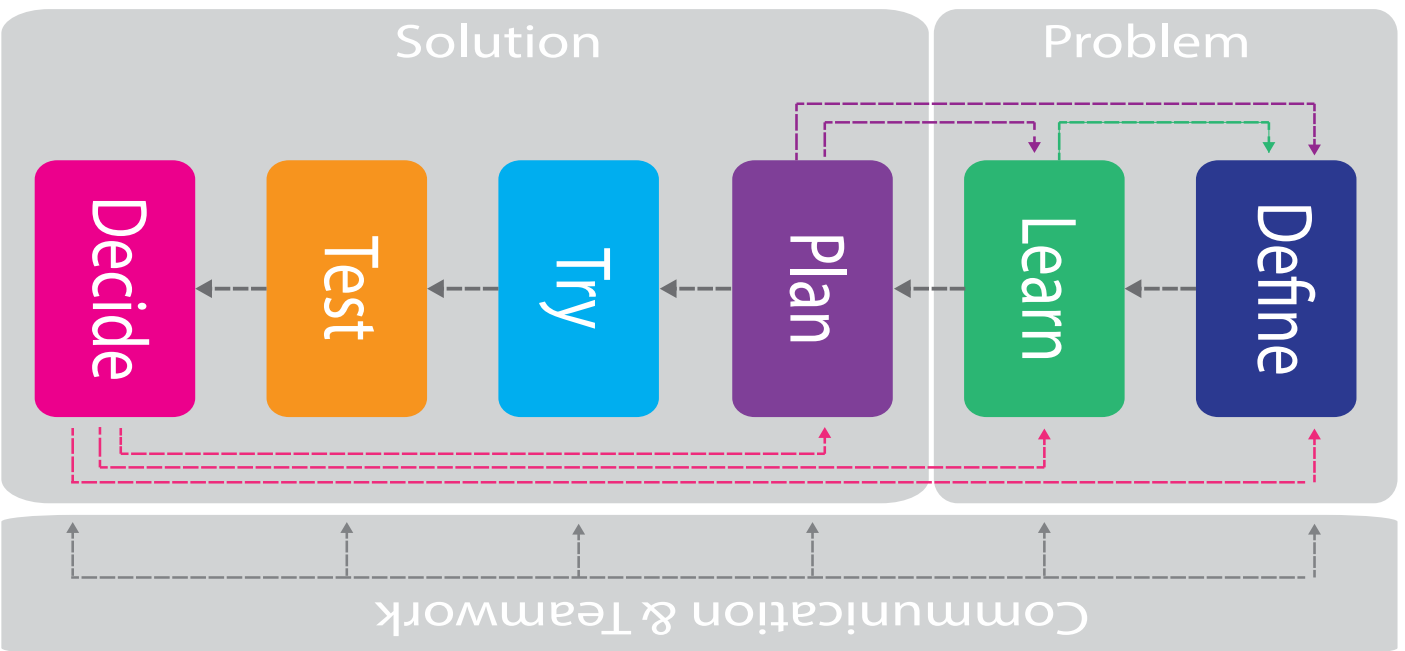 Solution
Problem
Decide
Test
Try
Plan
Learn
Define
Communication & Teamwork